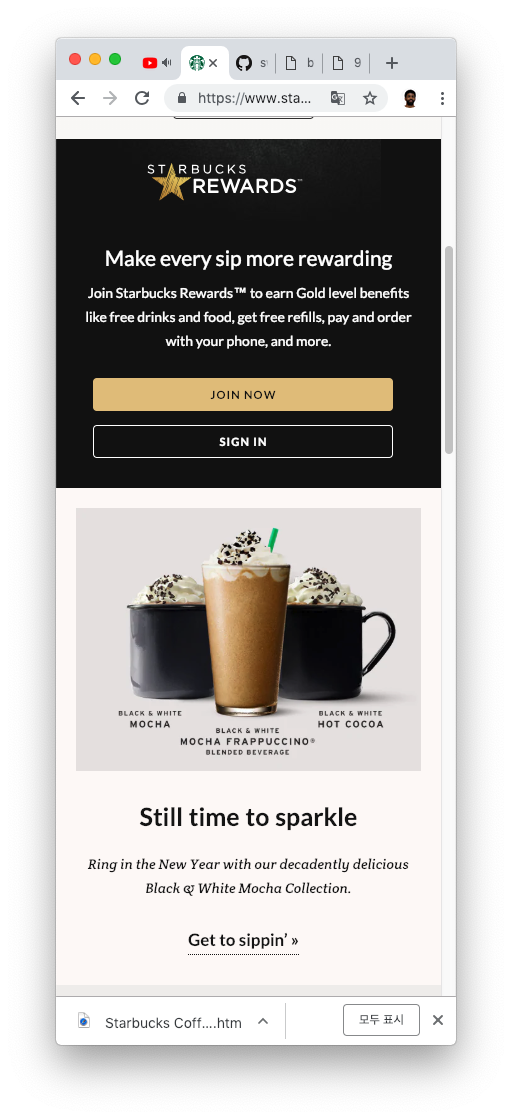 s
b
9
https://www.sta...
STARBUCKS
REWARDS™
Make every sip more rewarding
Join Starbucks Rewards™ to earn Gold level benefits
like free drinks and food, get free refills, pay and order
with your phone, and more.
JOIN NOW
SIGN IN
BLACK & WHITE
MOCHA
BLACK & WHITE
HOT COCOA
BLACK & WHITE
MOCHA FRAPPUCCINO®
BLENDED BEVERAGE
Still time to sparkle
Ring in the New Year with our decadently delicious
Black & White Mocha Collection.
Get to sippin’ »
Starbucks Coff....htm
모두 표시